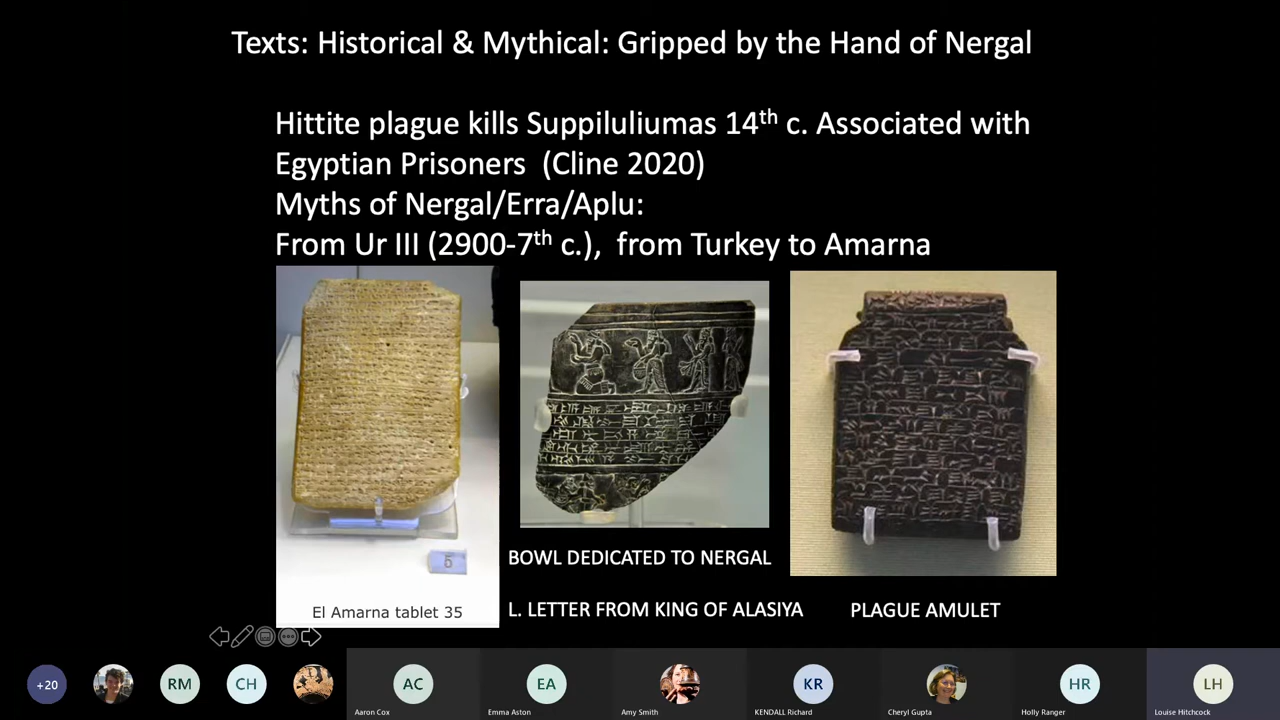 Texts: Historical & Mythical: Gripped by the Hand of Nergal
Hittite plague kills Suppiluliumas 14th c. Associated with
Egyptian Prisoners (Cline 2020)
Myths of Nergal/Erra/Aplu:
From Ur III (2900-7th c.), from Turkey to Amarna
5
El Amarna tablet 35
BOWL DEDICATED TO NERGAL
L. LETTER FROM KING OF ALASIYA
PLAGUE AMULET
+20
RM
CH
AC
Aaron Cox
EA
Emma Aston
Amy Smith
KR
KENDALL Richard
Cheryl Gupta
HR
Holly Ranger
LH
Louise Hitchcock